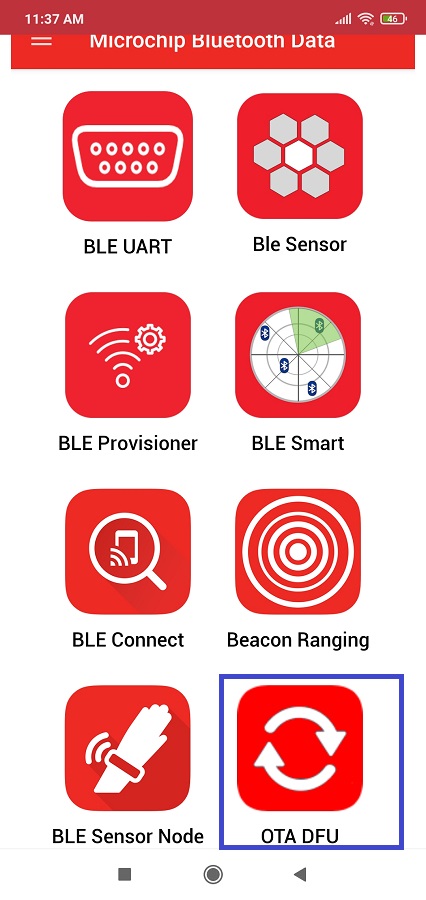 11:37 AM
46
Microchip Bluetooth Data
BLE UART
Ble Sensor
BLE Provisioner
BLE Smart
BLE Connect
Beacon Ranging
BLE Sensor Node
OTA DFU